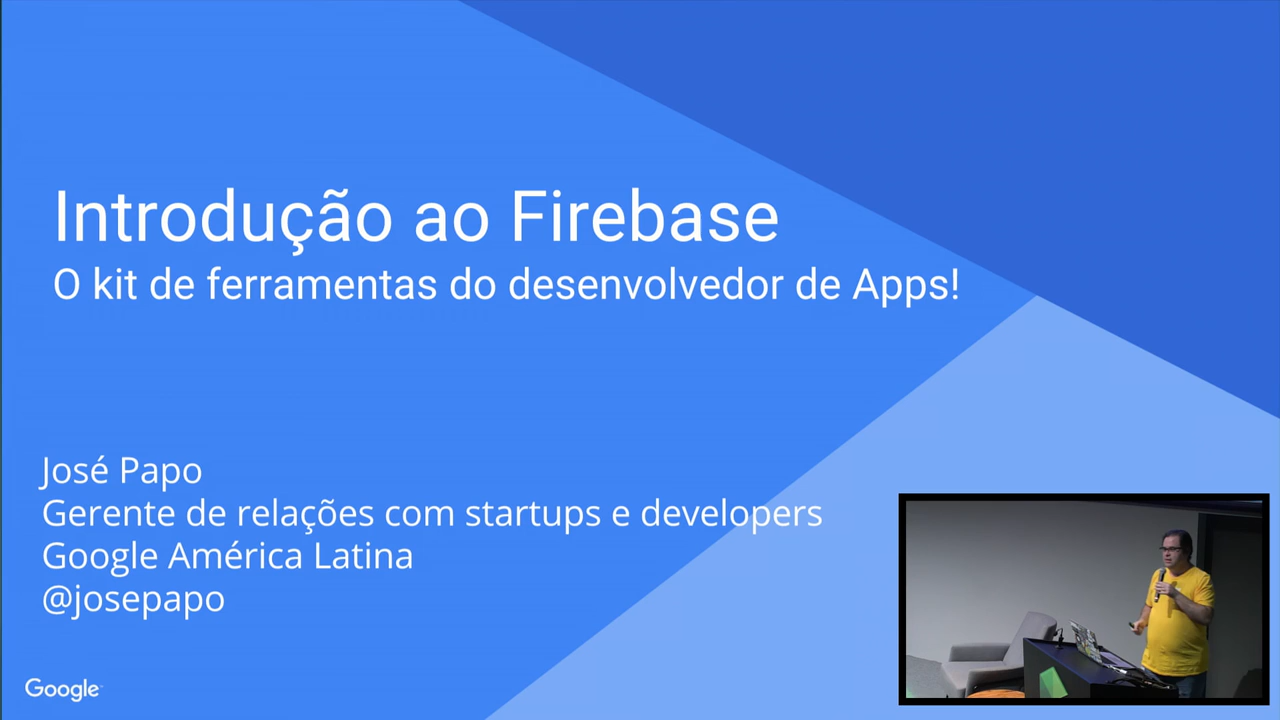 Introdução ao Firebase
O kit de ferramentas do desenvolvedor de Apps!
José Papo
Gerente de relações com startups e developers
Google América Latina
@josepapo
Google